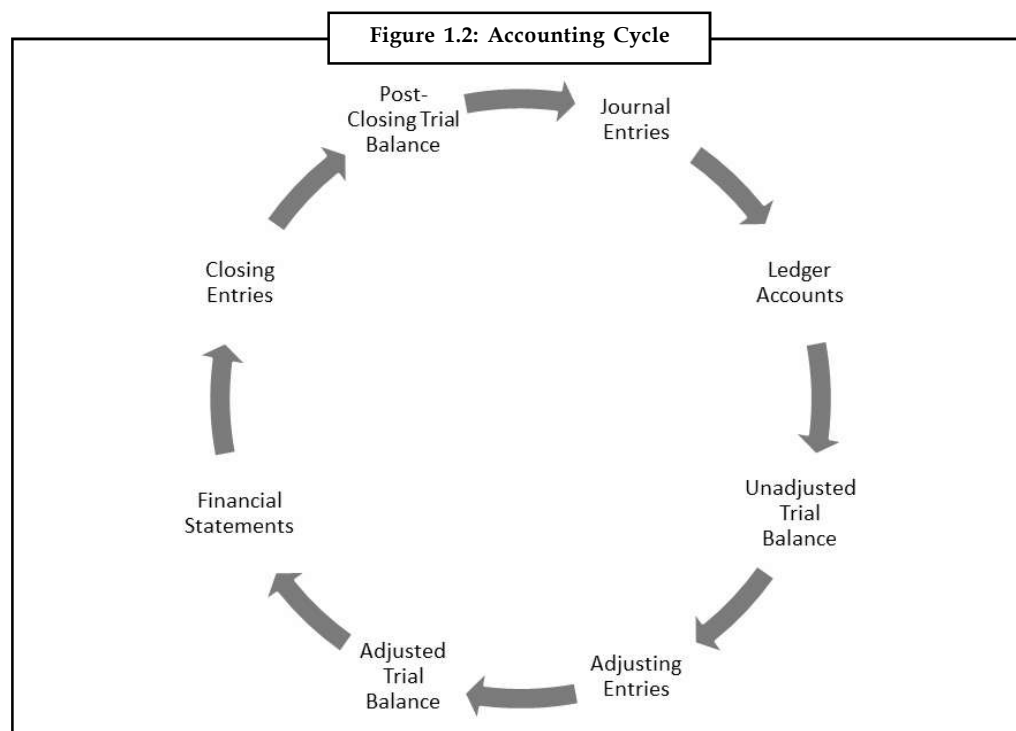 Figure 1.2: Accounting Cycle
Post-
Closing Trial
Balance
Journal
Entries
Ledger
Accounts
Unadjusted
Trial
Balance
Adjusting
Entries
Adjusted
Trial
Balance
Financial
Statements
Closing
Entries